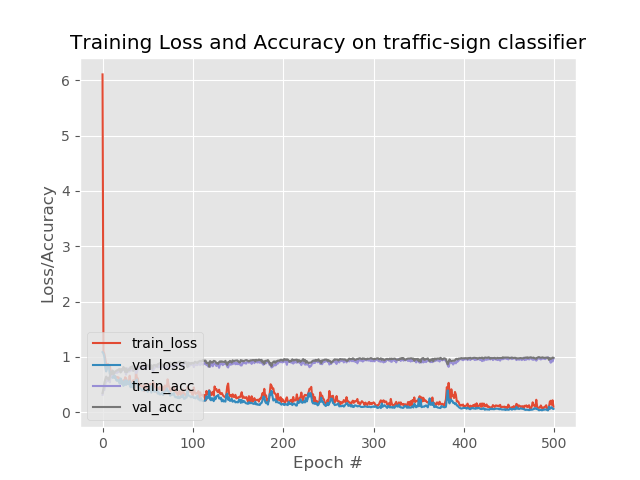 Training Loss and Accuracy on traffic-sign classifier
6
5
4
3
2
1
0
Loss/Accuracy
train_loss
val_loss
train_acc
val_acc
0 100 200 300 400 500
Epoch #